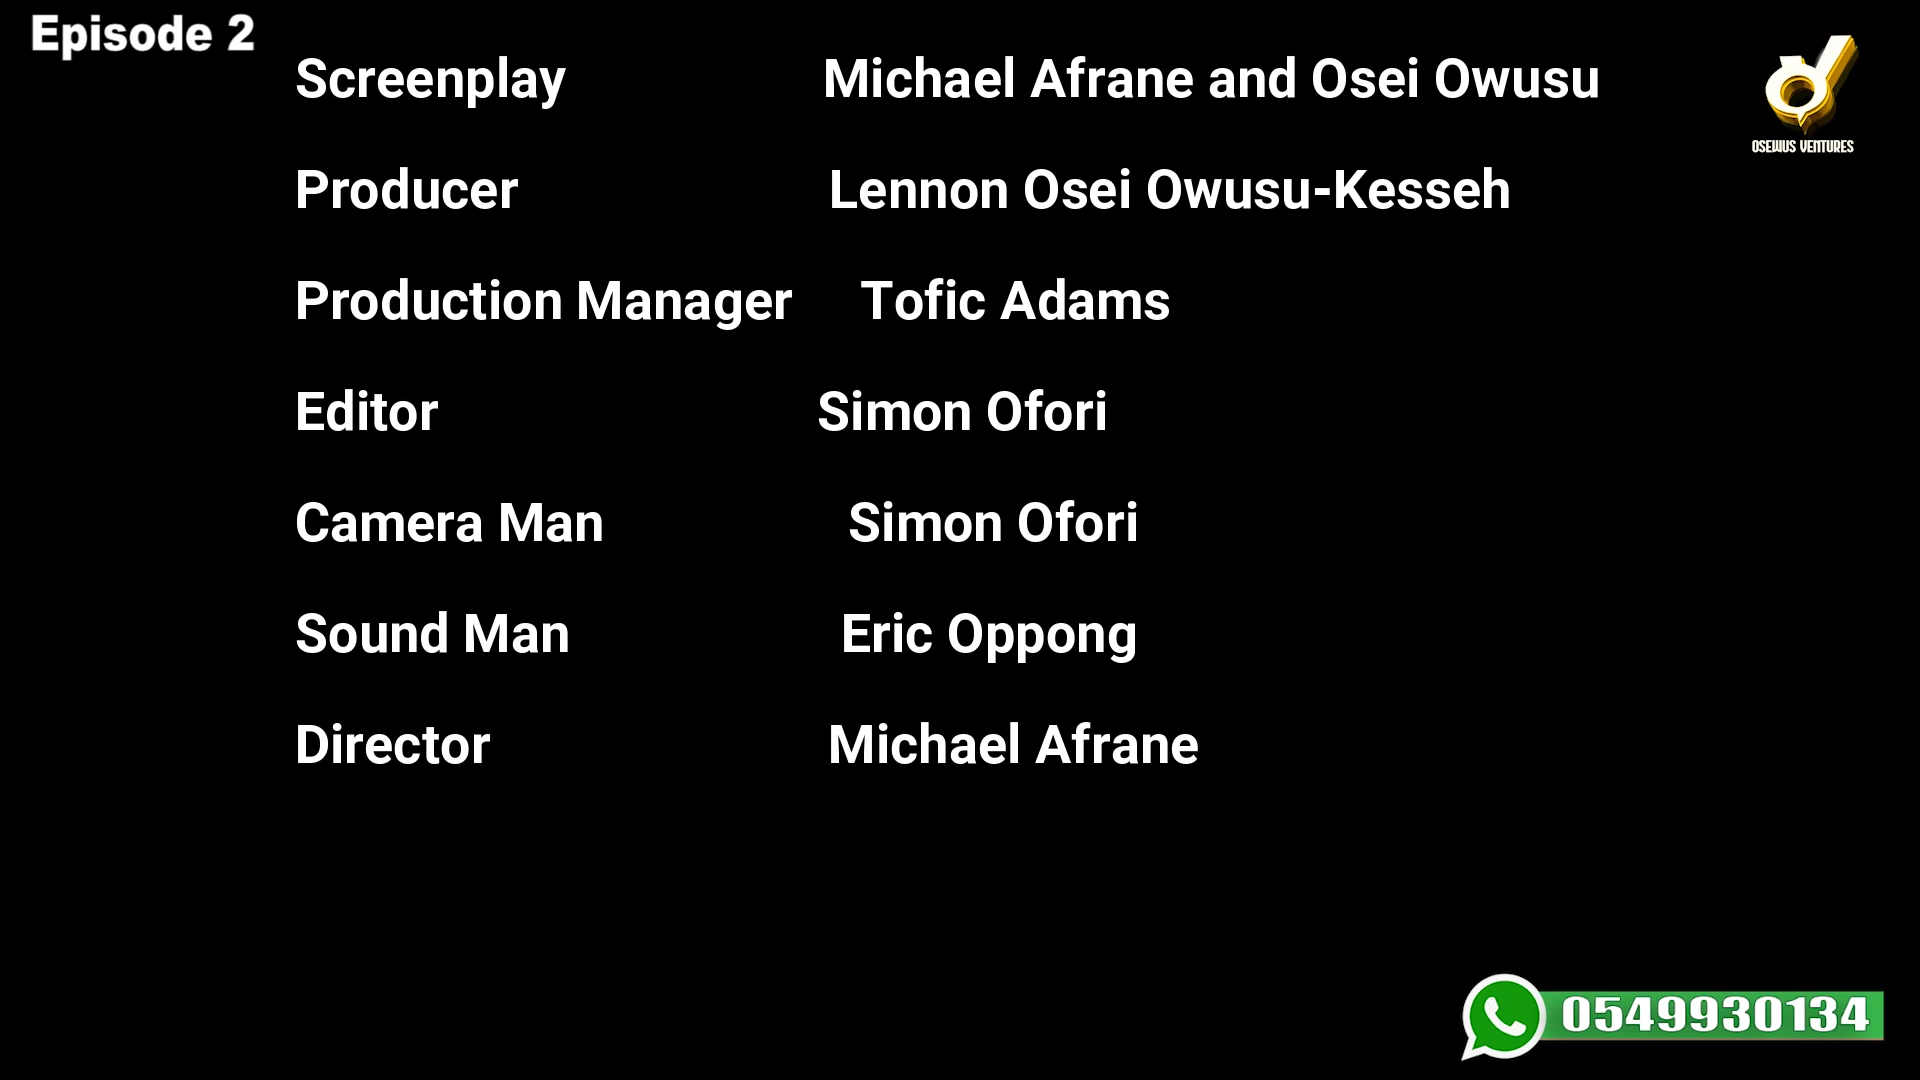 Episode 2
Screenplay Michael Afrane and Osei Owusu
OSEWUS VENTURES
Producer Lennon Osei Owusu-Kesseh
Production Manager Tofic Adams
Editor Simon Ofori
Camera Man Simon Ofori
Sound Man Eric Oppong
Director Michael Afrane
0549930134